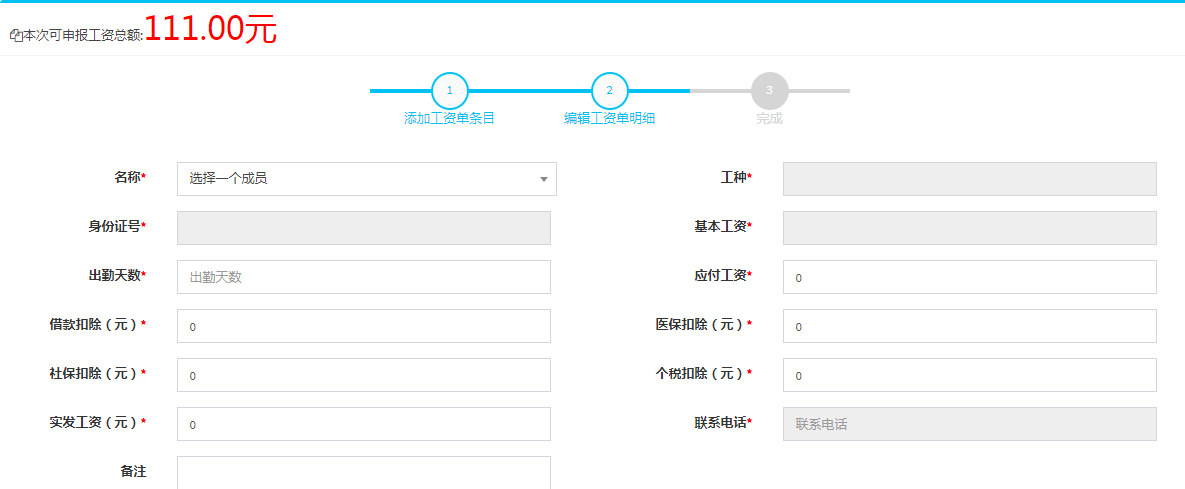 本次可申报工资总额:111.00元
1 2 3
添加工资单条目 编辑工资单明细 完成
名称* 选择一个成员 工种*
身份证号* 基本工资*
出勤天数* 出勤天数 应付工资* 0
借款扣除（元）* 0 医保扣除（元）* 0
社保扣除（元）* 0 个税扣除（元）* 0
实发工资（元）* 0 联系电话* 联系电话
备注